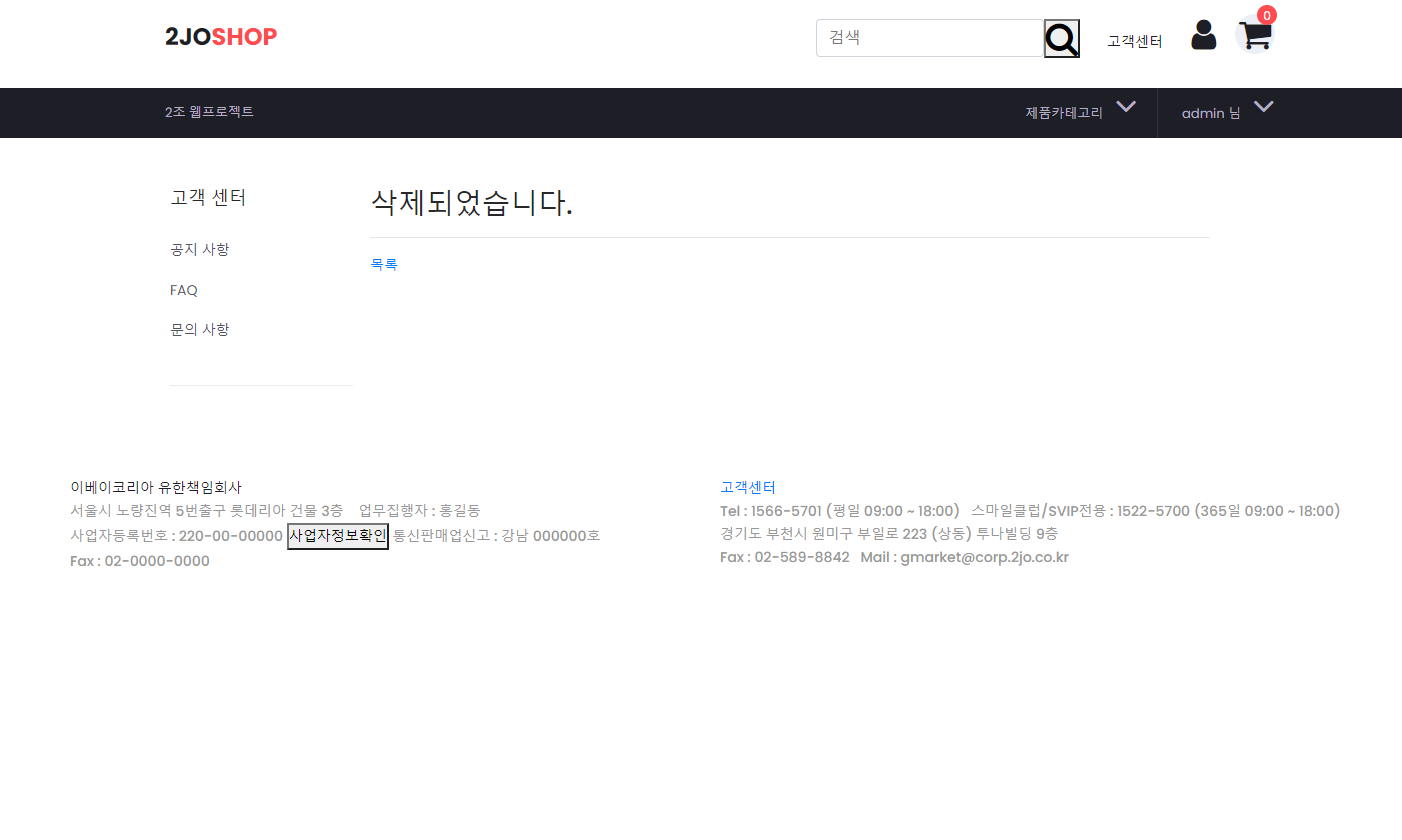 2JOSHOP
검색
고객센터
0
2조 웹프로젝트
제품카테고리
admin 님
고객 센터
공지 사항
FAQ
문의 사항
삭제되었습니다.
목록
이베이코리아 유한책임회사
서울시 노량진역 5번출구 롯데리아 건물 3층 업무집행자 : 홍길동
사업자등록번호 : 220-00-00000 사업자정보확인 통신판매업신고 : 강남 000000호
Fax : 02-0000-0000
고객센터
Tel : 1566-5701 (평일 09:00 ~ 18:00) 스마일클럽/SVIP전용 : 1522-5700 (365일 09:00 ~ 18:00)
경기도 부천시 원미구 부일로 223 (상동) 투나빌딩 9층
Fax : 02-589-8842 Mail : gmarket@corp.2jo.co.kr